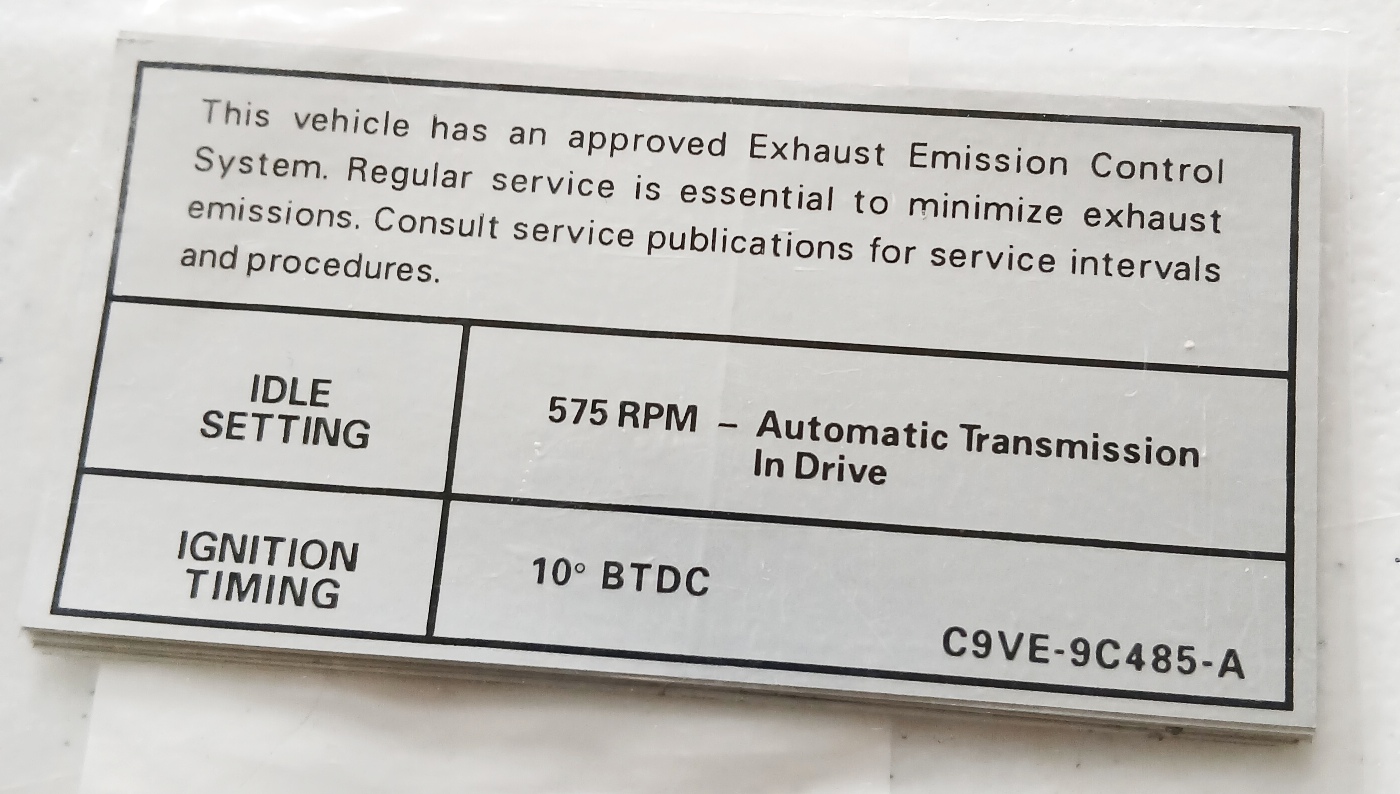 This vehicle has an approved Exhaust Emission Control
System. Regular service is essential to minimize exhaust
emissions. Consult service publications for service intervals
and procedures.
IDLE
SETTING
575 RPM – Automatic Transmission
In Drive
IGNITION
TIMING
10° BTDC
C9VE-9C485-A